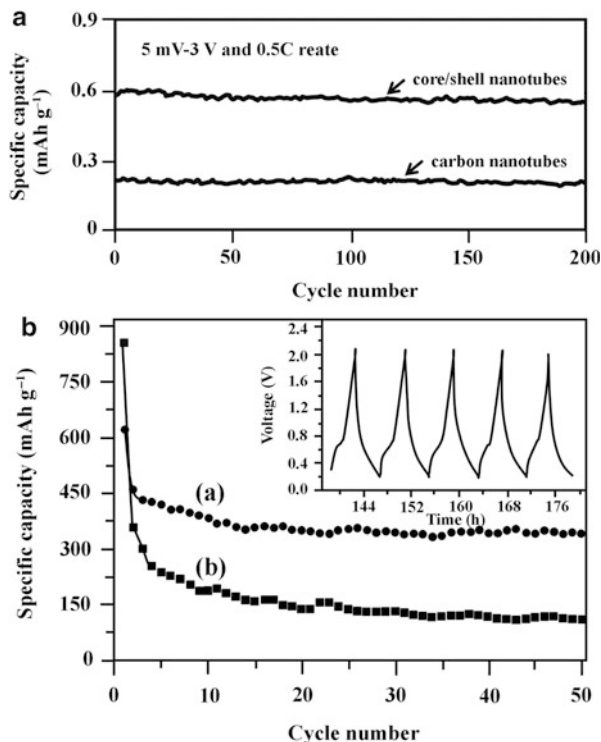 a
0.9
5 mV-3 V and 0.5C reate
0.6
core/shell nanotubes
Specific capacity
(mAh g⁻¹)
0.3
carbon nanotubes
0
0 50 100 150 200
Cycle number
b
900
750
600
450
300
150
0
Specific capacity (mAh g⁻¹)
2.4
2.0
1.6
1.2
0.8
0.4
0.0
Voltage (V)
144 152 160 168 176
Time (h)
(a)
(b)
0 10 20 30 40 50
Cycle number